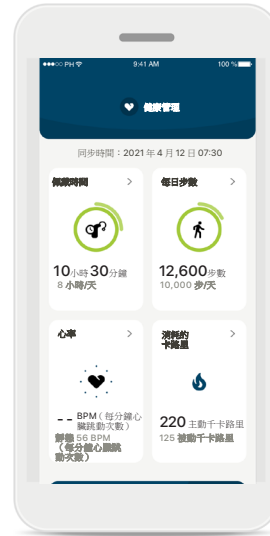 PH 9:41 AM 100 %
健康管理
同步時間：2021 年 4 月 12 日 07:30
佩戴時間
10小時30分鐘
8 小時/天
每日步數
12,600步數
10,000 步/天
心率
-- BPM（每分鐘心
臟跳動次數）
靜態 56 BPM
（每分鐘心臟跳
動次數）
消耗的
卡路里
220 主動千卡路里
125 被動千卡路里